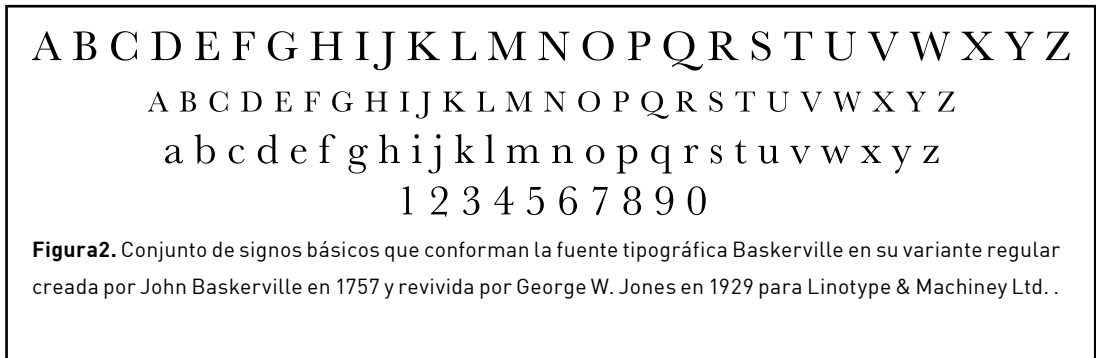 A B C D E F G H I J K L M N O P Q R S T U V W X Y Z
A B C D E F G H I J K L M N O P Q R S T U V W X Y Z
a b c d e f g h i j k l m n o p q r s t u v w x y z
1 2 3 4 5 6 7 8 9 0
Figura2. Conjunto de signos básicos que conforman la fuente tipográfica Baskerville en su variante regular
creada por John Baskerville en 1757 y revivida por George W. Jones en 1929 para Linotype & Machiney Ltd. .